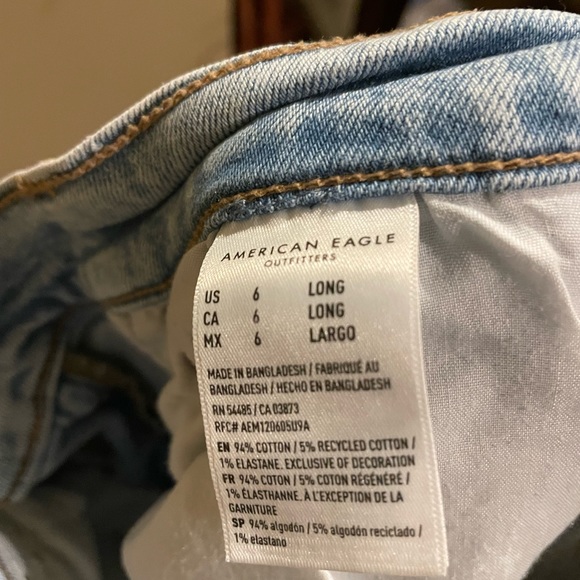 AMERICAN EAGLE
OUTFITTERS
US 6 LONG
CA 6 LONG
MX 6 LARGO
MADE IN BANGLADESH / FABRIQUÉ AU
BANGLADESH / HECHO EN BANGLADESH
RN 54485 / CA 03873
RFC# AEM120605U9A
EN 94% COTTON / 5% RECYCLED COTTON /
1% ELASTANE. EXCLUSIVE OF DECORATION
FR 94% COTON / 5% COTON RÉGÉNÉRÉ /
1% ÉLASTHANNE. À L'EXCEPTION DE LA
GARNITURE
SP 94% algodón / 5% algodón reciclado /
1% elastano